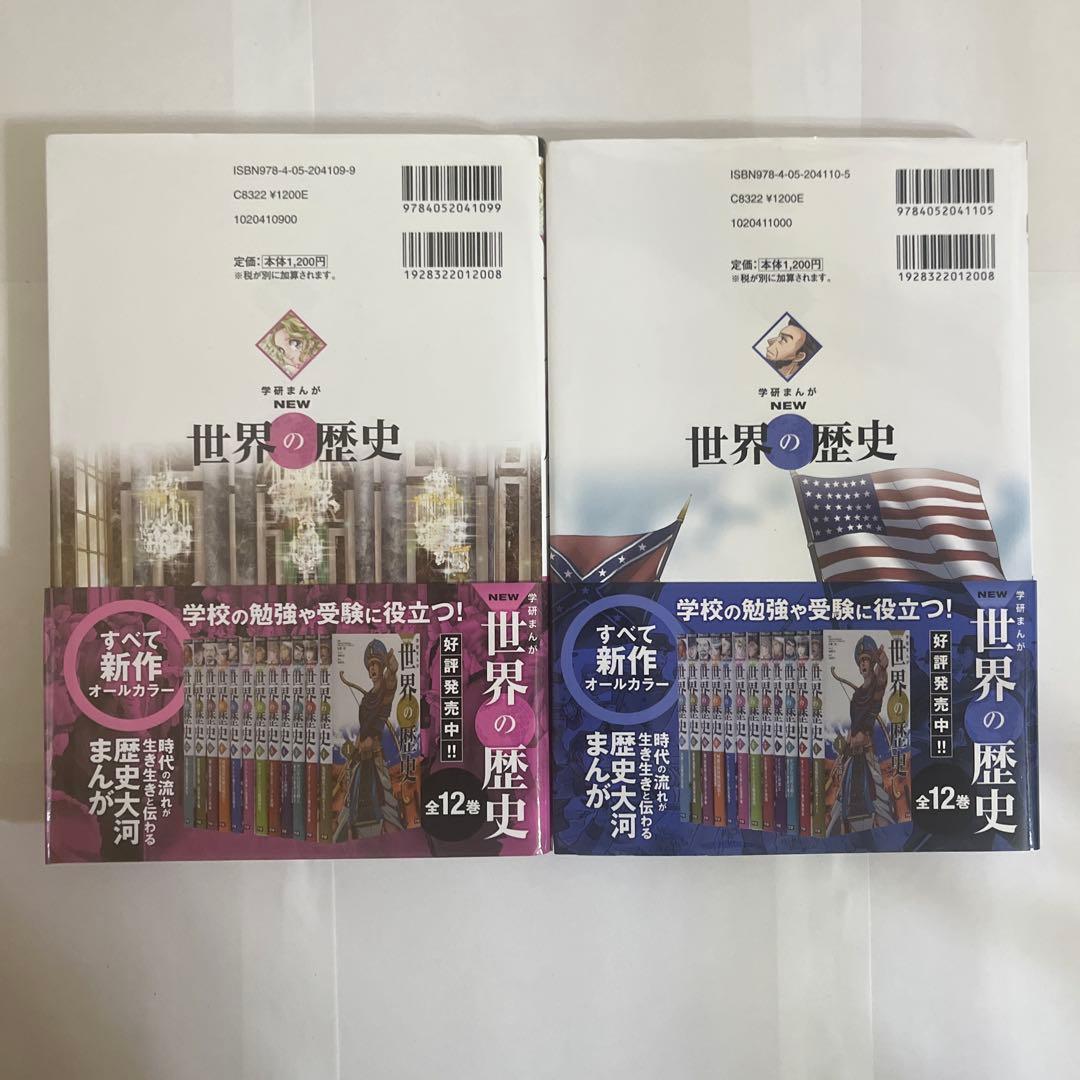 ISBN978-4-05-204109-9
C8322 ¥1200E
1020410900
9784052041099
定価：本体1,200円
※税が別に加算されます。
1928322012008
学研まんが
NEW
世界の歴史
学校の勉強や受験に役立つ!
すべて
新作
オールカラー
時代の流れが
生き生きと伝わる
歴史大河
まんが
世界の歴史
好評発売中!!
全12巻
学研まんが
NEW
世界の歴史
ISBN978-4-05-204110-5
C8322 ¥1200E
1020411000
9784052041105
定価：本体1,200円
※税が別に加算されます。
1928322012008
学研まんが
NEW
世界の歴史
学校の勉強や受験に役立つ!
すべて
新作
オールカラー
時代の流れが
生き生きと伝わる
歴史大河
まんが
世界の歴史
好評発売中!!
全12巻
学研まんが
NEW
世界の歴史